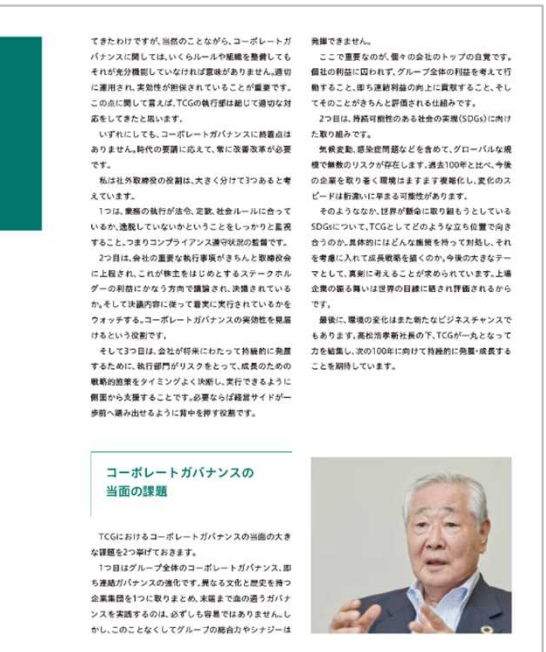 てきたわけですが、当然のことながら、コーポレートガ
バナンスに関しては、いくらルールや組織を整備しても
それが充分機能していなければ意味がありません。適切
に運用され、実効性が担保されていることが重要です。
この点に関して言えば、TCGの執行部は総じて適切な対
応をしてきたと思います。
いずれにしても、コーポレートガバナンスに終着点は
ありません。時代の要請に応えて、常に改善改革が必要
です。
私は社外取締役の役割は、大きく分けて3つあると考
えています。
1つは、業務の執行が法令、定款、社会ルールに合って
いるか、逸脱していないかということをしっかりと監視
すること。つまりコンプライアンス遵守状況の監督です。
2つ目は、会社の重要な執行事項がきちんと取締役会
に上程され、これが株主をはじめとするステークホル
ダーの利益にかなう方向で議論され、決議されている
か。そして決議内容に従って着実に実行されているかを
ウォッチする。コーポレートガバナンスの実効性を見届
けるという役割です。
そして3つ目は、会社が将来にわたって持続的に発展
するために、執行部門がリスクをとって、成長のための
戦略的施策をタイミングよく決断し、実行できるように
側面から支援することです。必要ならば経営サイドが一
歩前へ踏み出せるように背中を押す役割です。
コーポレートガバナンスの
当面の課題
TCGにおけるコーポレートガバナンスの当面の大き
な課題を2つ挙げておきます。
1つ目はグループ全体のコーポレートガバナンス、即
ち連結ガバナンスの強化です。異なる文化と歴史を持つ
企業集団を1つに取りまとめ、末端まで血の通うガバナ
ンスを実践するのは、必ずしも容易ではありません。し
かし、このことなくしてグループの総合力やシナジーは
発揮できません。
ここで重要なのが、個々の会社のトップの自覚です。
個社の利益に囚われず、グループ全体の利益を考えて行
動すること、即ち連結利益の向上に貢献すること、そし
てそのことがきちんと評価される仕組みです。
2つ目は、持続可能性のある社会の実現(SDGs)に向け
た取り組みです。
気候変動、感染症問題などを含めて、グローバルな規
模で無数のリスクが存在します。過去100年と比べ、今後
の企業を取り巻く環境はますます複雑化し、変化のス
ピードは桁違いに早まる可能性があります。
そのようななか、世界が懸命に取り組もうとしている
SDGsについて、TCGとしてどのような立ち位置で向き
合うのか。具体的にはどんな施策を持って対処し、それ
を考慮に入れて成長戦略を描くのか。今後の大きなテー
マとして、真剣に考えることが求められています。上場
企業の振る舞いは世界の目線に晒され評価されるから
です。
最後に、環境の変化はまた新たなビジネスチャンスで
もあります。高松浩孝新社長の下、TCGが一丸となって
力を結集し、次の100年に向けて持続的に発展・成長する
ことを期待しています。